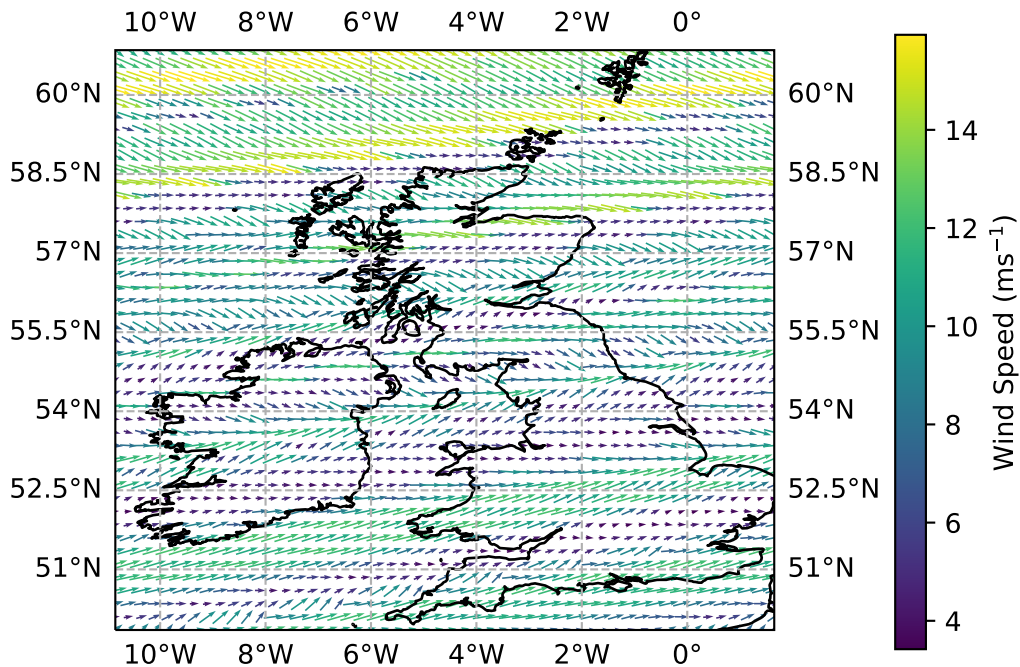 10°W 8°W 6°W 4°W 2°W 0°
60°N 60°N
14
58.5°N 58.5°N
12
57°N 57°N
10
55.5°N 55.5°N
54°N 54°N
8
52.5°N 52.5°N
6
51°N 51°N
4
10°W 8°W 6°W 4°W 2°W 0°
Wind Speed (ms⁻¹)